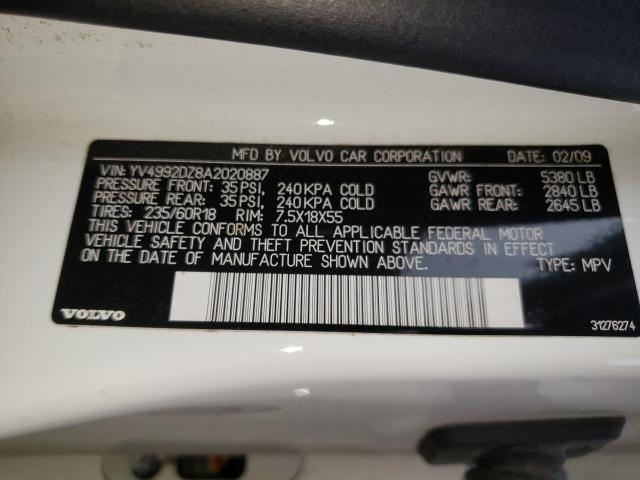 MFD BY VOLVO CAR CORPORATION DATE: 02/09
VIN: YV4992DZ8A2020887 GVWR: 5380 LB
PRESSURE FRONT: 35 PSI, 240 KPA COLD GAWR FRONT: 2840 LB
PRESSURE REAR: 35 PSI, 240 KPA COLD GAWR REAR: 2645 LB
TIRES: 235/60R18 RIM: 7.5X18X55
THIS VEHICLE CONFORMS TO ALL APPLICABLE FEDERAL MOTOR
VEHICLE SAFETY AND THEFT PREVENTION STANDARDS IN EFFECT
ON THE DATE OF MANUFACTURE SHOWN ABOVE. TYPE: MPV
VOLVO 31276274